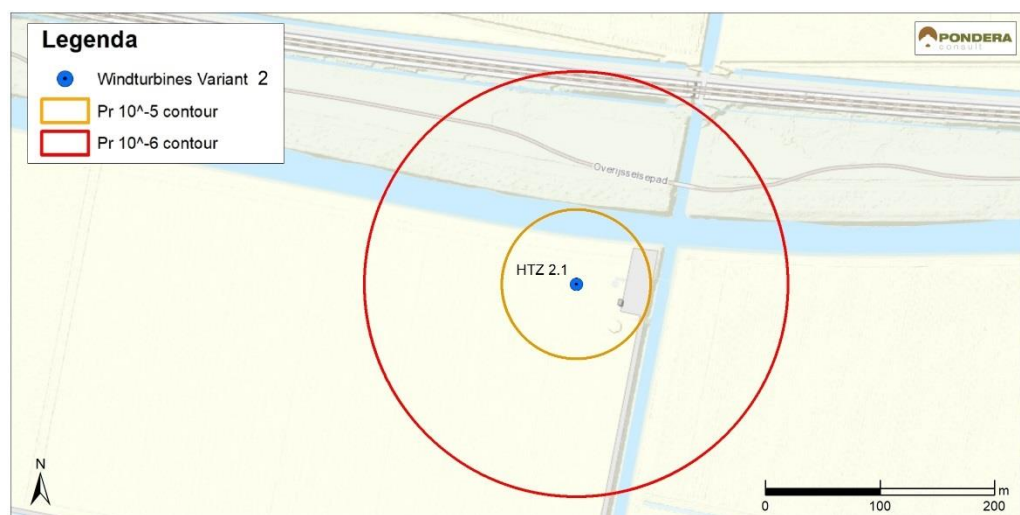 Legenda
Windturbines Variant 2
Pr 10^-5 contour
Pr 10^-6 contour
PONDERA
consult
Overijsselsepad
HTZ 2.1
N
0 100 200 m